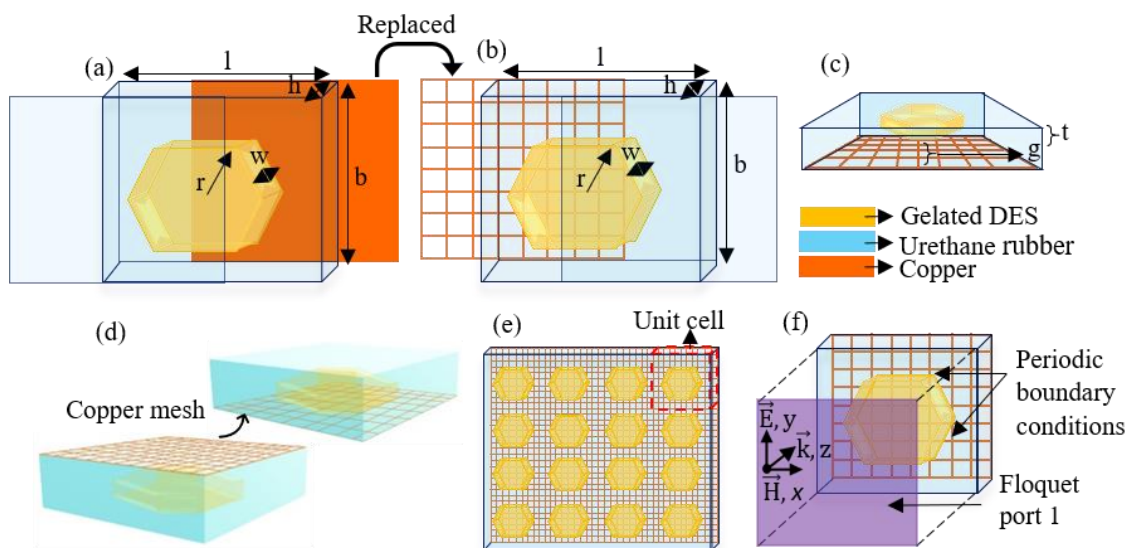 Replaced
(a)
l
h
w
r
b
(b)
l
h
w
r
b
(c)
t
g
Gelated DES
Urethane rubber
Copper
(d)
Copper mesh
(e)
Unit cell
(f)
E, y
k, z
H, x
Periodic
boundary
conditions
Floquet
port 1